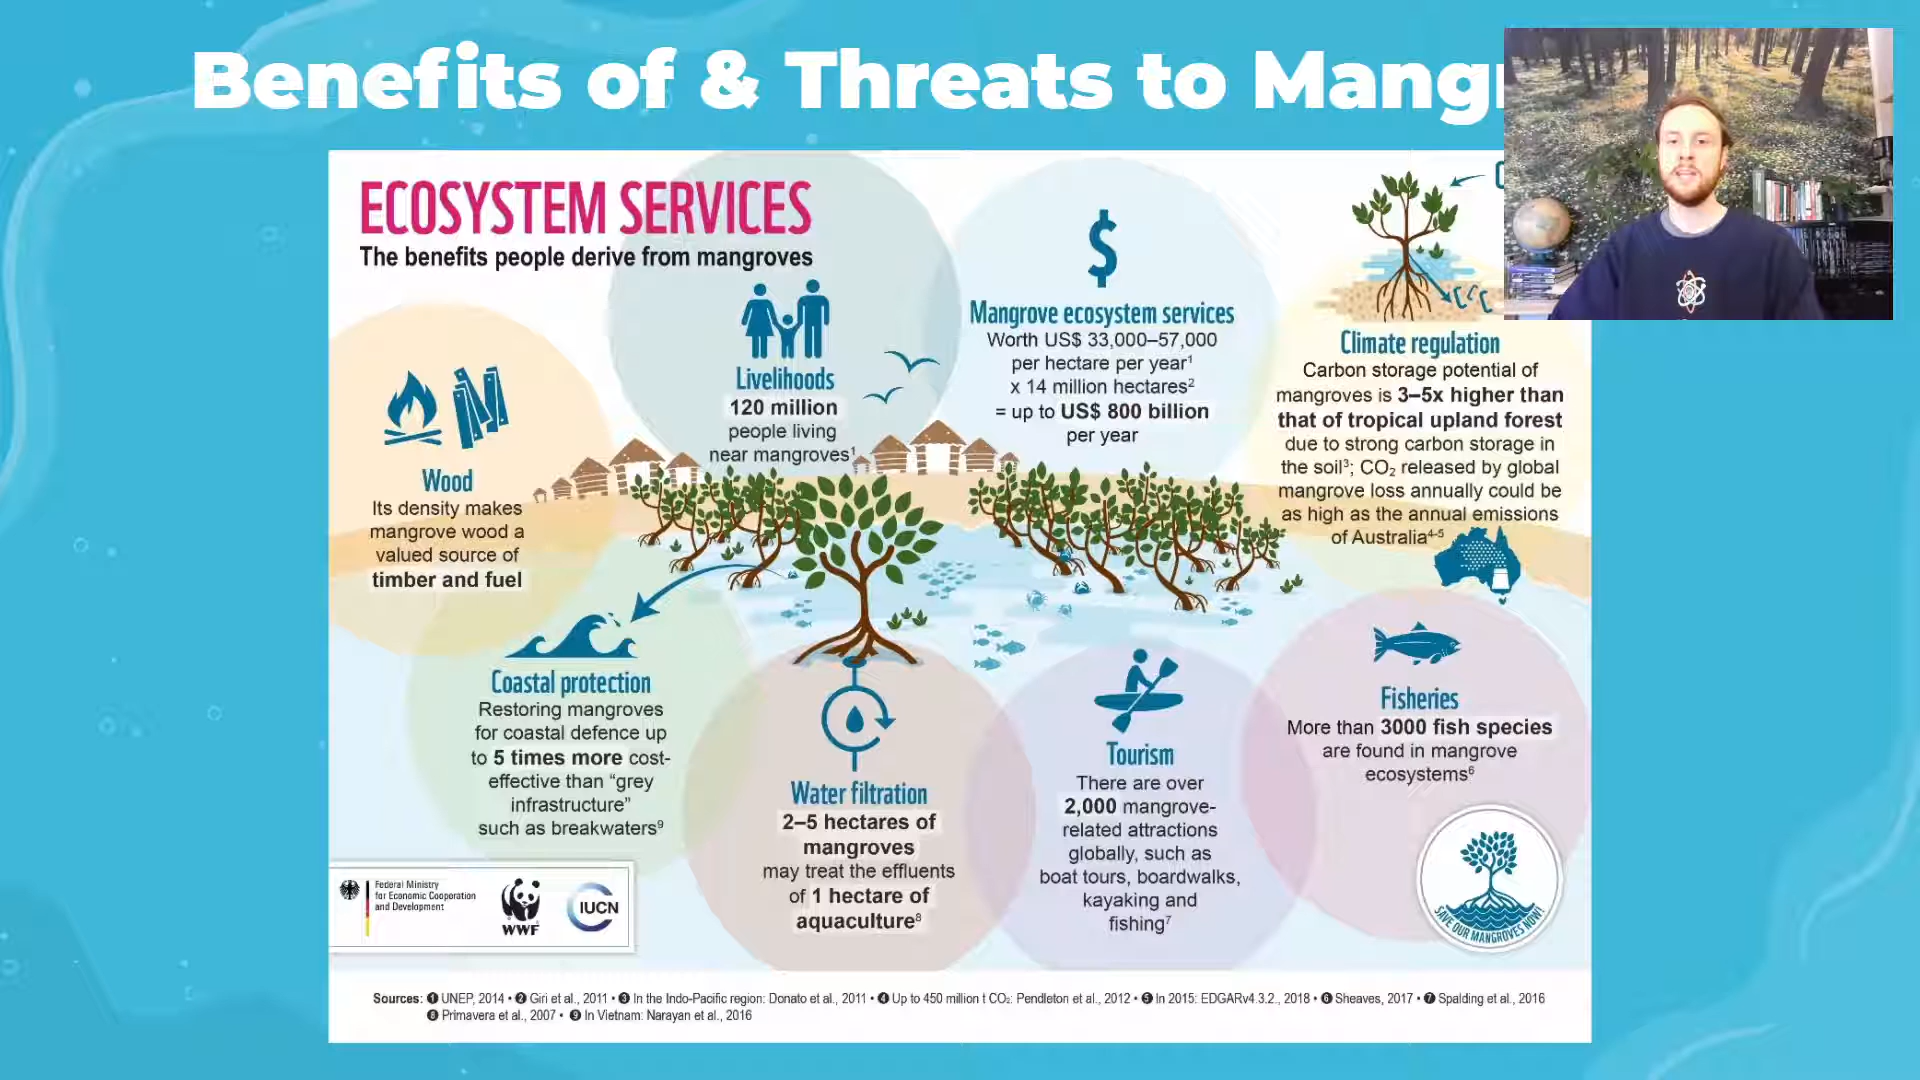 Benefits of & Threats to Mang
ECOSYSTEM SERVICES
The benefits people derive from mangroves
Livelihoods
120 million
people living
near mangroves¹
Mangrove ecosystem services
Worth US$ 33,000–57,000
per hectare per year¹
x 14 million hectares²
= up to US$ 800 billion
per year
Climate regulation
Carbon storage potential of
mangroves is 3–5x higher than
that of tropical upland forest
due to strong carbon storage in
the soil³; CO₂ released by global
mangrove loss annually could be
as high as the annual emissions
of Australia⁴⁻⁵
Wood
Its density makes
mangrove wood a
valued source of
timber and fuel
Coastal protection
Restoring mangroves
for coastal defence up
to 5 times more cost-
effective than “grey
infrastructure”
such as breakwaters⁹
Water filtration
2–5 hectares of
mangroves
may treat the effluents
of 1 hectare of
aquaculture⁸
Tourism
There are over
2,000 mangrove-
related attractions
globally, such as
boat tours, boardwalks,
kayaking and
fishing⁷
Fisheries
More than 3000 fish species
are found in mangrove
ecosystems⁶
Federal Ministry
for Economic Cooperation
and Development
WWF
IUCN
SAVE OUR MANGROVES NOW!
Sources: ❶ UNEP, 2014 • ❷ Giri et al., 2011 • ❸ In the Indo-Pacific region: Donato et al., 2011 • ❹ Up to 450 million t CO₂: Pendleton et al., 2012 • ❺ In 2015: EDGARv4.3.2., 2018 • ❻ Sheaves, 2017 • ❼ Spalding et al., 2016
❽ Primavera et al., 2007 • ❾ In Vietnam: Narayan et al., 2016